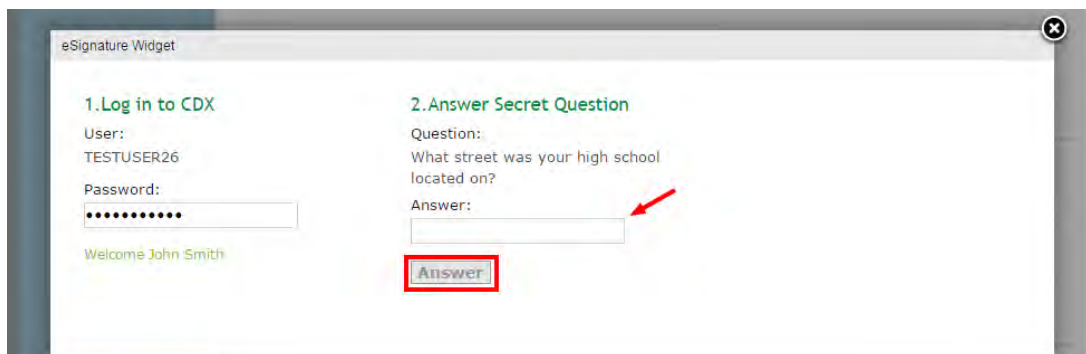 eSignature Widget
1.Log in to CDX
User:
TESTUSER26
Password:
•••••••••••
Welcome John Smith
2.Answer Secret Question
Question:
What street was your high school
located on?
Answer:
Answer